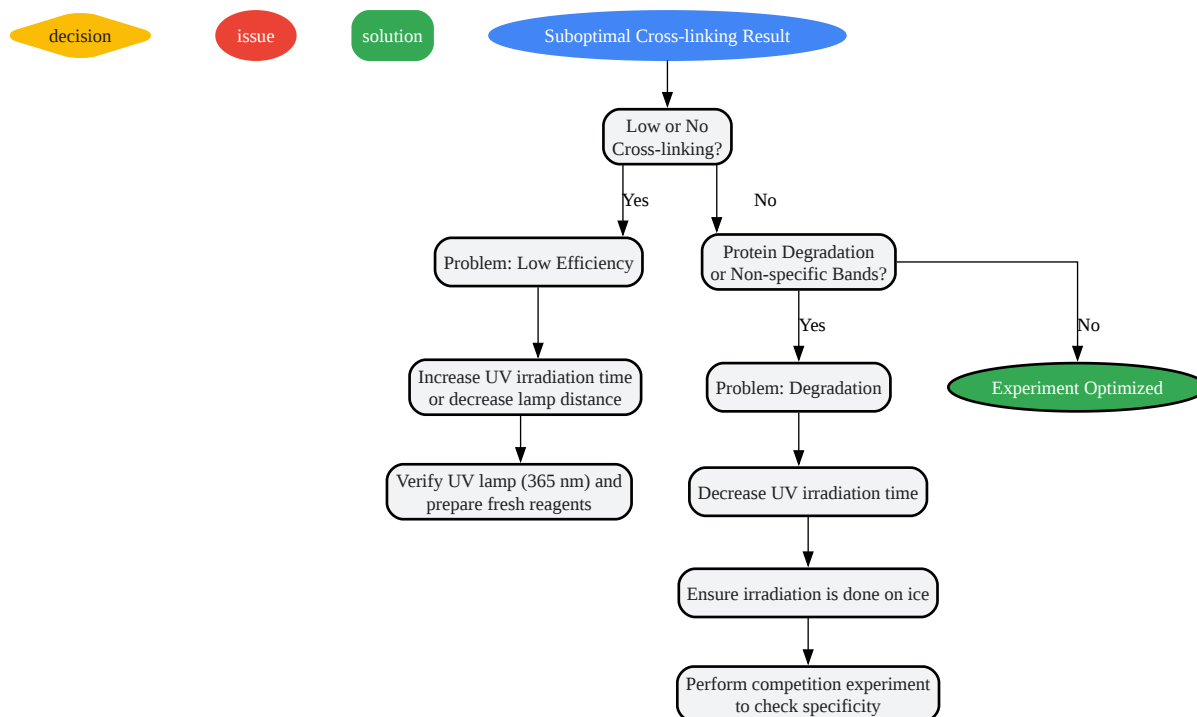 decision
issue
solution
Suboptimal Cross-linking Result
Low or No
Cross-linking?
Yes
No
Problem: Low Efficiency
Protein Degradation
or Non-specific Bands?
Yes
No
Increase UV irradiation time
or decrease lamp distance
Problem: Degradation
Experiment Optimized
Verify UV lamp (365 nm) and
prepare fresh reagents
Decrease UV irradiation time
Ensure irradiation is done on ice
Perform competition experiment
to check specificity